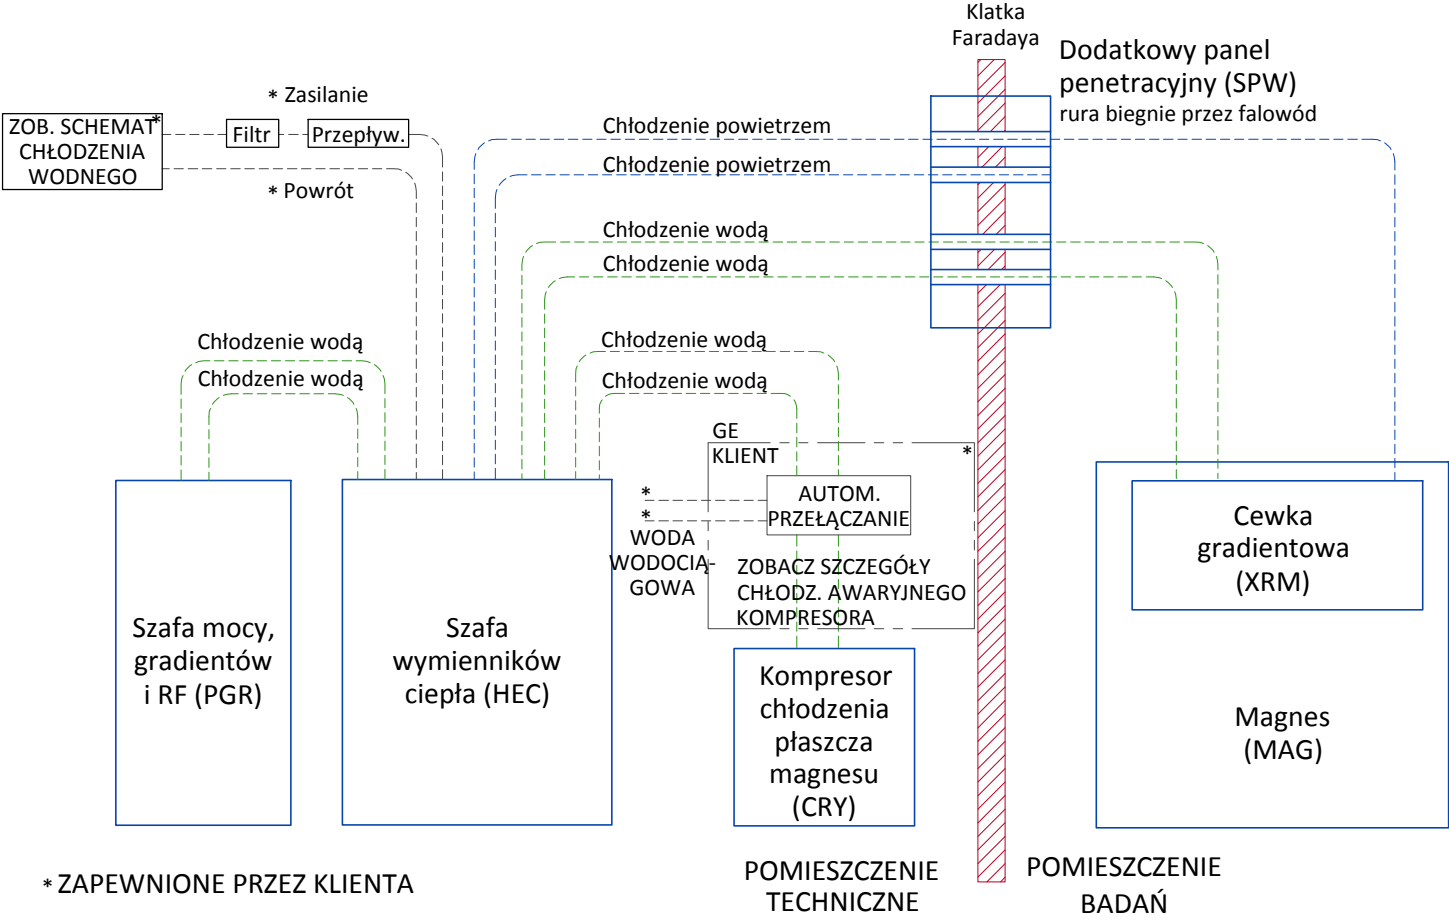 Klatka
Faradaya
Dodatkowy panel
penetracyjny (SPW)
rura biegnie przez falowód
* Zasilanie
ZOB. SCHEMAT*
CHŁODZENIA
WODNEGO
Filtr
Przepływ.
* Powrót
Chłodzenie powietrzem
Chłodzenie powietrzem
Chłodzenie wodą
Chłodzenie wodą
Chłodzenie wodą
Chłodzenie wodą
Chłodzenie wodą
Chłodzenie wodą
GE
KLIENT
*
*
*
AUTOM.
PRZEŁĄCZANIE
WODA
WODOCIĄ-
GOWA
ZOBACZ SZCZEGÓŁY
CHŁODZ. AWARYJNEGO
KOMPRESORA
Szafa mocy,
gradientów
i RF (PGR)
Szafa
wymienników
ciepła (HEC)
Kompresor
chłodzenia
płaszcza
magnesu
(CRY)
Cewka
gradientowa
(XRM)
Magnes
(MAG)
* ZAPEWNIONE PRZEZ KLIENTA
POMIESZCZENIE
TECHNICZNE
POMIESZCZENIE
BADAŃ